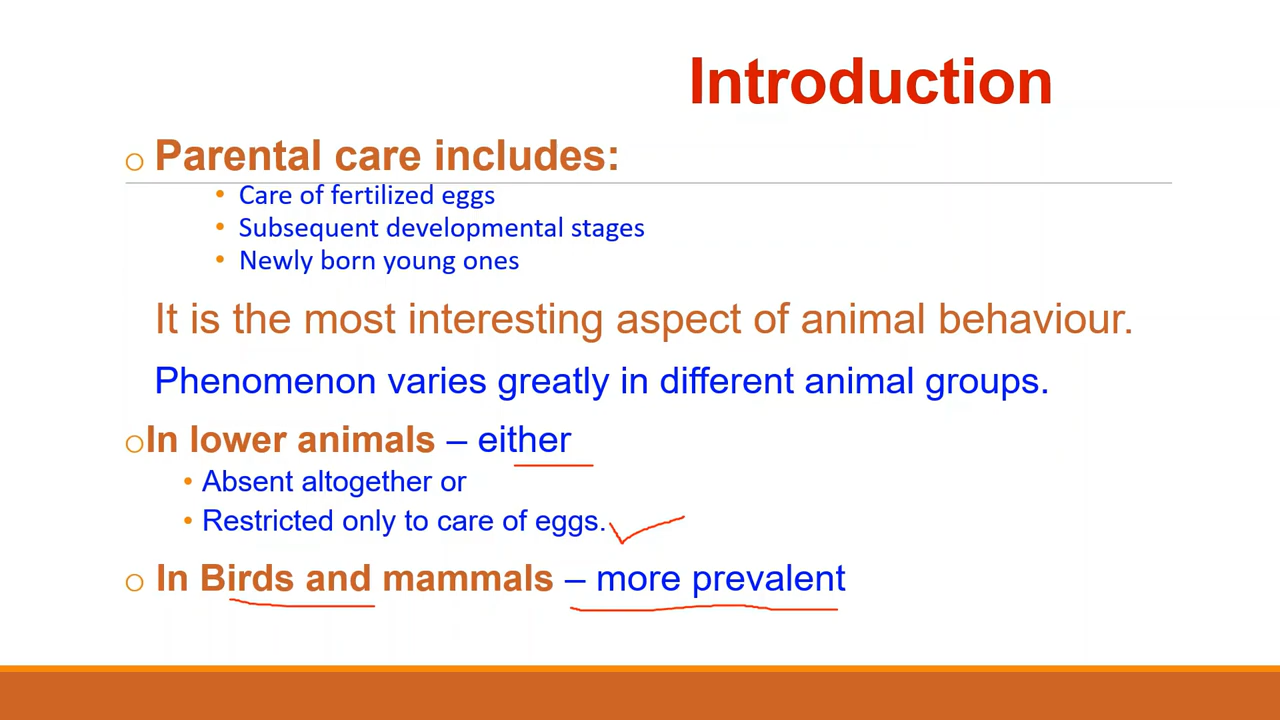 Introduction
o Parental care includes:
• Care of fertilized eggs
• Subsequent developmental stages
• Newly born young ones
It is the most interesting aspect of animal behaviour.
Phenomenon varies greatly in different animal groups.
oIn lower animals – either
• Absent altogether or
• Restricted only to care of eggs.
o In Birds and mammals – more prevalent